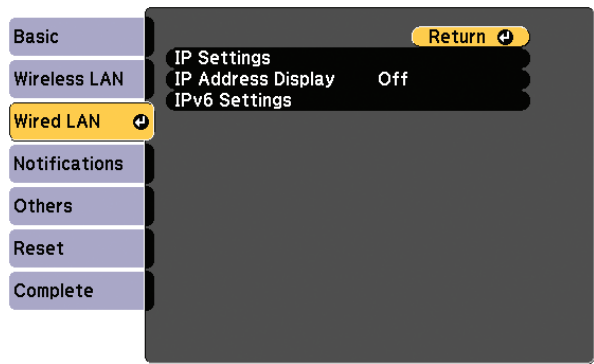 Basic
Wireless LAN
Wired LAN
Notifications
Others
Reset
Complete
Return
IP Settings
IP Address Display Off
IPv6 Settings